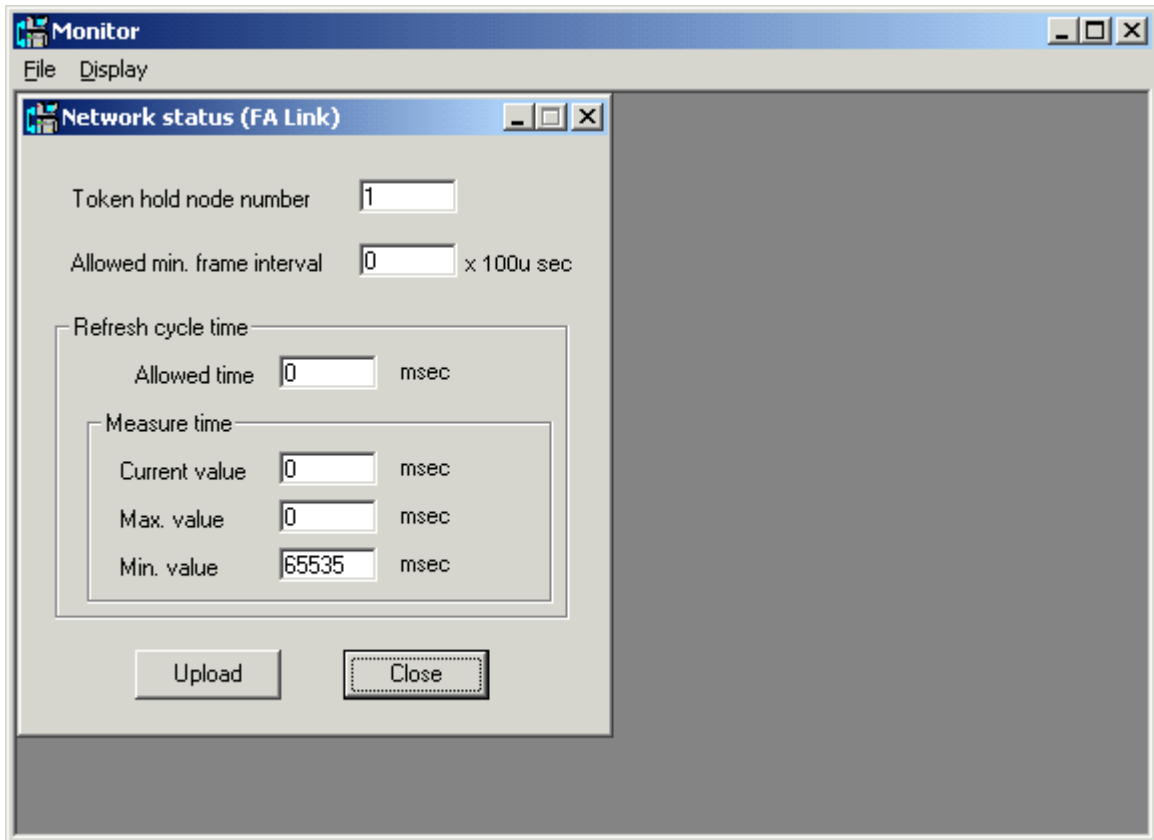 Monitor
File Display
Network status (FA Link)
Token hold node number 1
Allowed min. frame interval 0 x 100u sec
Refresh cycle time
Allowed time 0 msec
Measure time
Current value 0 msec
Max. value 0 msec
Min. value 65535 msec
Upload Close